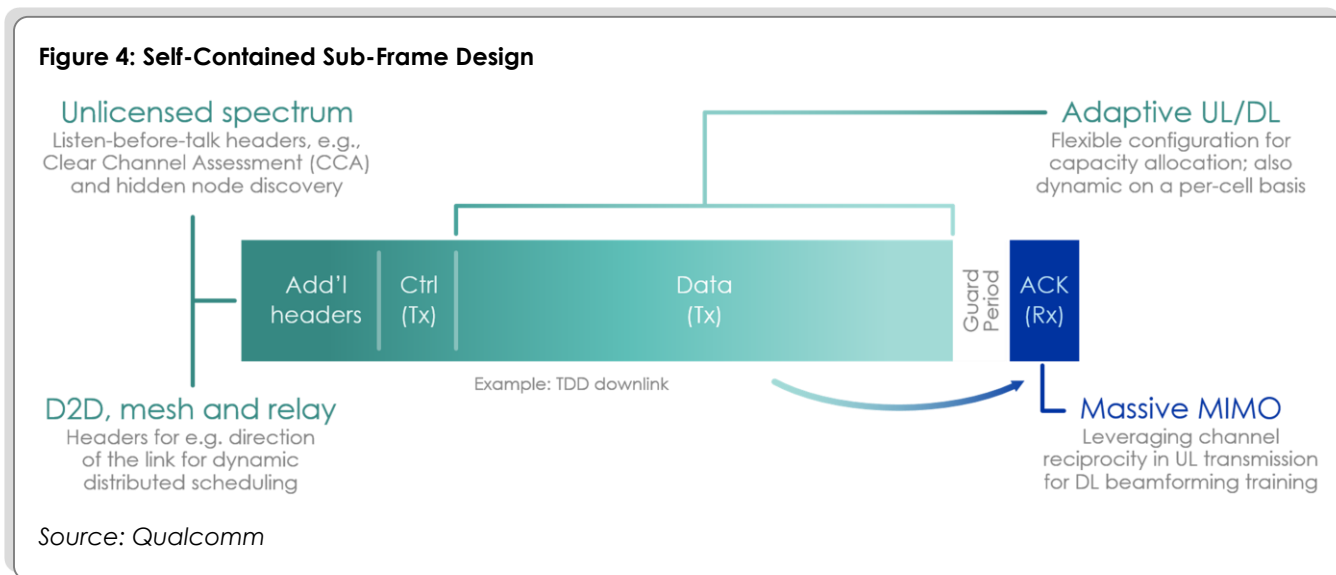 Figure 4: Self-Contained Sub-Frame Design
Unlicensed spectrum
Listen-before-talk headers, e.g.,
Clear Channel Assessment (CCA)
and hidden node discovery
Adaptive UL/DL
Flexible configuration for
capacity allocation; also
dynamic on a per-cell basis
Add'l
headers
Ctrl
(Tx)
Data
(Tx)
Guard
Period
ACK
(Rx)
Example: TDD downlink
D2D, mesh and relay
Headers for e.g. direction
of the link for dynamic
distributed scheduling
Massive MIMO
Leveraging channel
reciprocity in UL transmission
for DL beamforming training
Source: Qualcomm